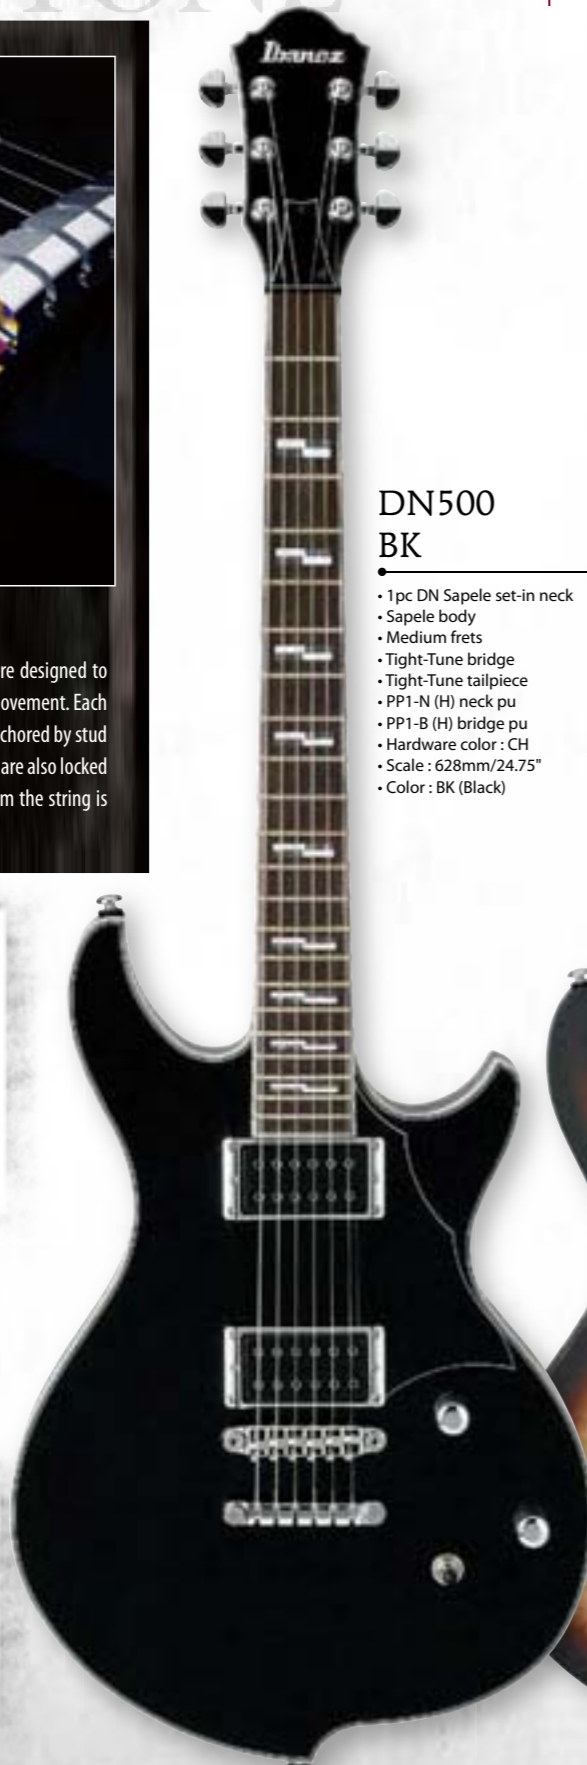 TONE
Ibanez
DN500
BK
• 1pc DN Sapele set-in neck
• Sapele body
• Medium frets
• Tight-Tune bridge
• Tight-Tune tailpiece
• PP1-N (H) neck pu
• PP1-B (H) bridge pu
• Hardware color : CH
• Scale : 628mm/24.75"
• Color : BK (Black)
re designed to
ovement. Each
chored by stud
are also locked
m the string is